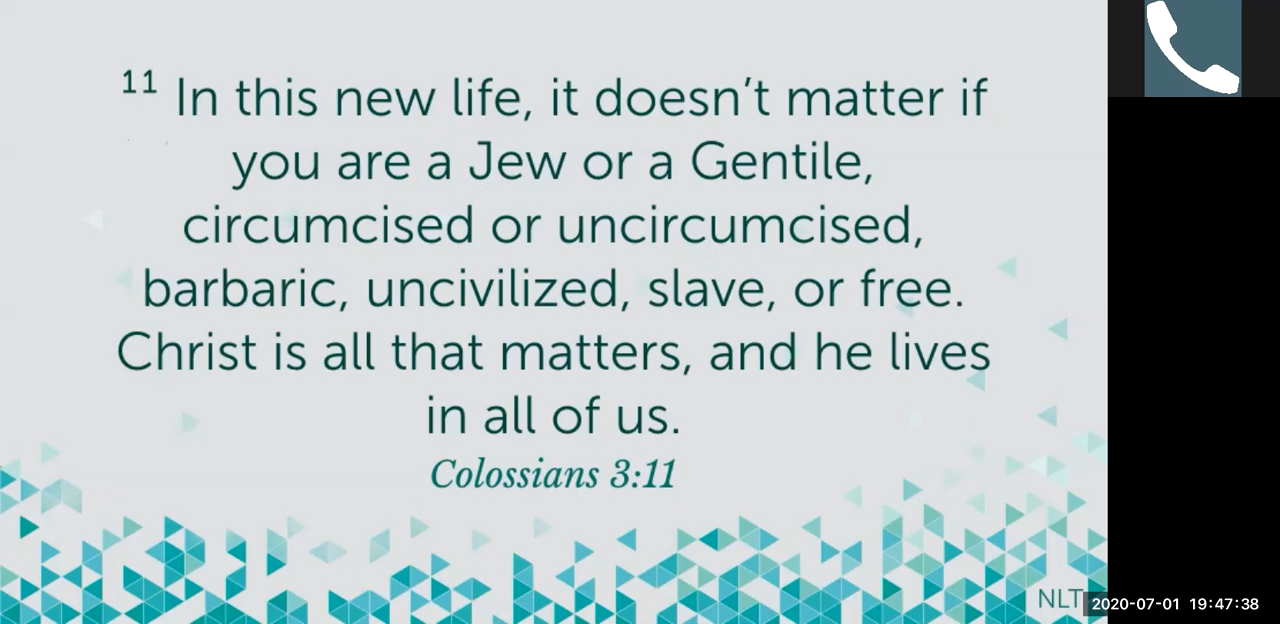 11 In this new life, it doesn’t matter if
you are a Jew or a Gentile,
circumcised or uncircumcised,
barbaric, uncivilized, slave, or free.
Christ is all that matters, and he lives
in all of us.
Colossians 3:11
NLT
2020-07-01 19:47:38